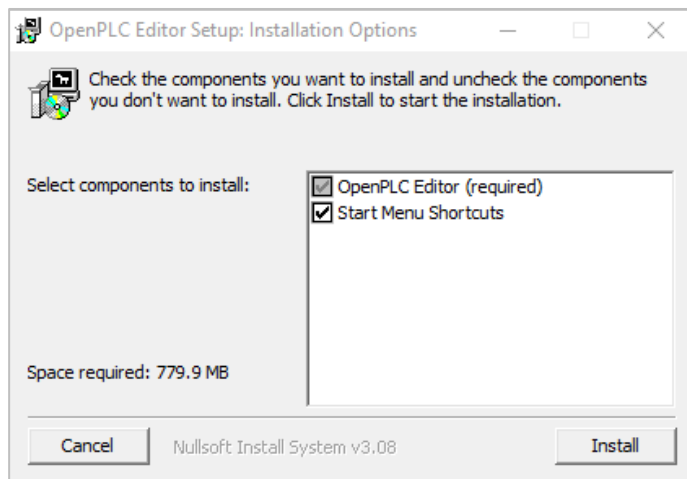 OpenPLC Editor Setup: Installation Options
Check the components you want to install and uncheck the components
you don't want to install. Click Install to start the installation.
Select components to install:
OpenPLC Editor (required)
Start Menu Shortcuts
Space required: 779.9 MB
Cancel
Nullsoft Install System v3.08
Install